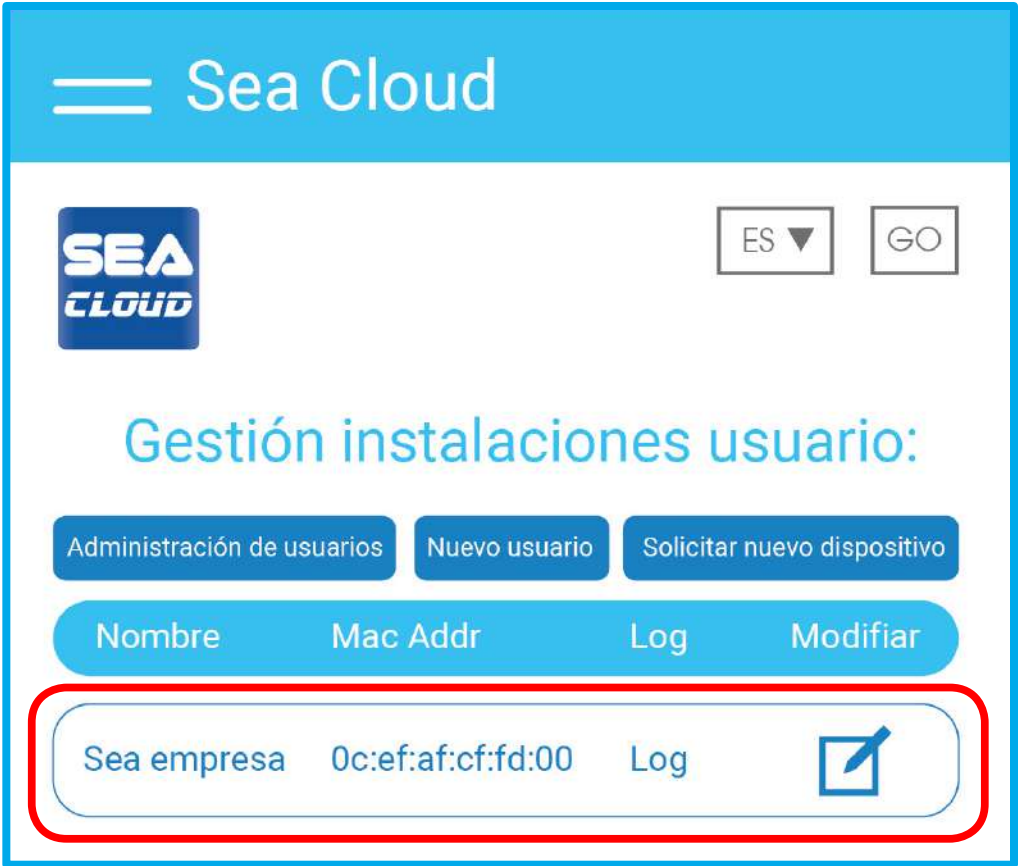 Sea Cloud
SEA
CLOUD
ES ▼ GO
Gestión instalaciones usuario:
Administración de usuarios Nuevo usuario Solicitar nuevo dispositivo
Nombre Mac Addr Log Modifiar
Sea empresa 0c:ef:af:cf:fd:00 Log